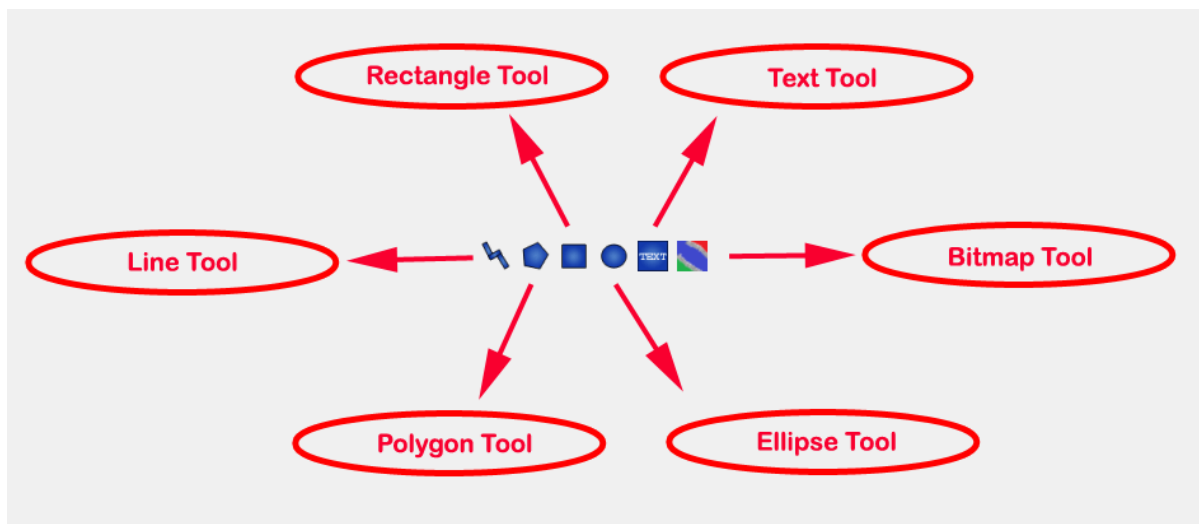 Rectangle Tool
Text Tool
Line Tool
TEXT
Bitmap Tool
Polygon Tool
Ellipse Tool